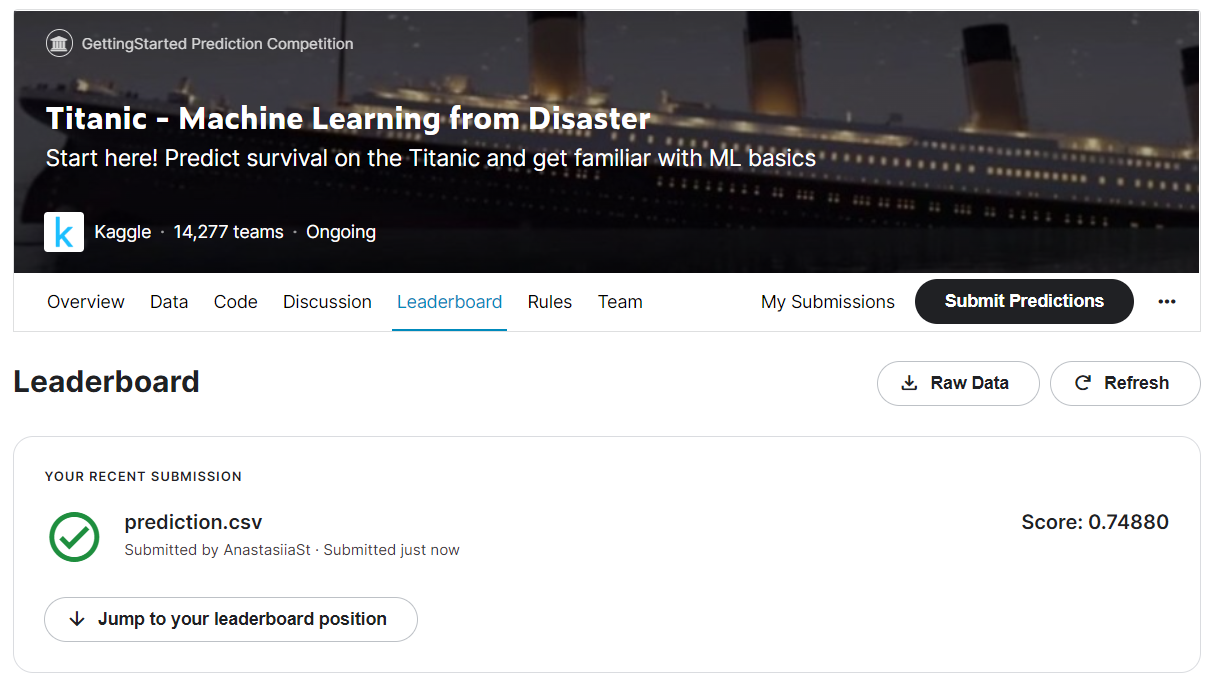 GettingStarted Prediction Competition
Titanic - Machine Learning from Disaster
Start here! Predict survival on the Titanic and get familiar with ML basics
k
Kaggle · 14,277 teams · Ongoing
Overview Data Code Discussion Leaderboard Rules Team My Submissions Submit Predictions ...
Leaderboard
Raw Data Refresh
YOUR RECENT SUBMISSION
prediction.csv Score: 0.74880
Submitted by AnastasiiaSt · Submitted just now
Jump to your leaderboard position